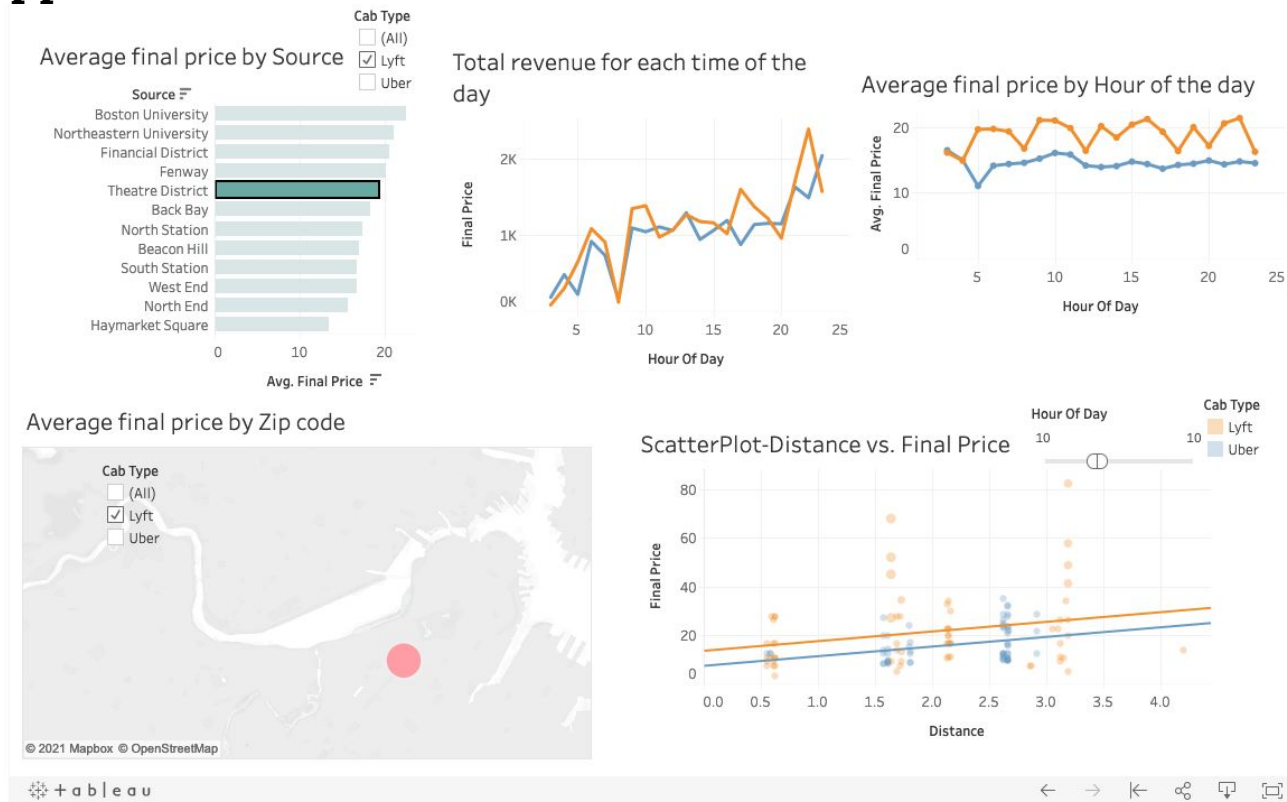 Cab Type
(All)
Lyft
Uber
Average final price by Source
Source
Boston University
Northeastern University
Financial District
Fenway
Theatre District
Back Bay
North Station
Beacon Hill
South Station
West End
North End
Haymarket Square
0 10 20
Avg. Final Price
Total revenue for each time of the
day
2K
1K
0K
Final Price
5 10 15 20 25
Hour Of Day
Average final price by Hour of the day
20
10
0
Avg. Final Price
5 10 15 20 25
Hour Of Day
Average final price by Zip code
Cab Type
(All)
Lyft
Uber
© 2021 Mapbox © OpenStreetMap
ScatterPlot-Distance vs. Final Price
Hour Of Day
10 10
Cab Type
Lyft
Uber
80
60
40
20
0
Final Price
0.0 0.5 1.0 1.5 2.0 2.5 3.0 3.5 4.0
Distance
+ableau